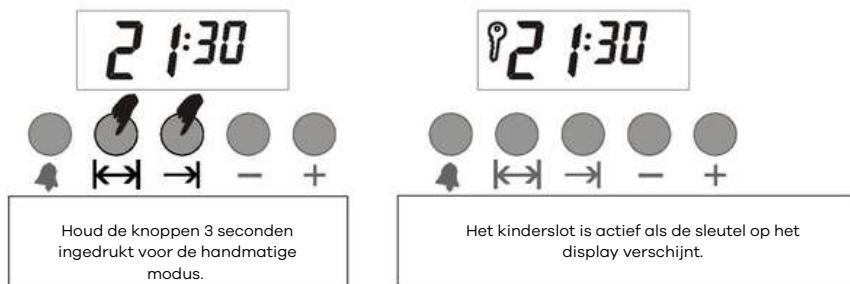 21:30
21:30
− +
− +
Houd de knoppen 3 seconden
ingedrukt voor de handmatige
modus.
Het kinderslot is actief als de sleutel op het
display verschijnt.